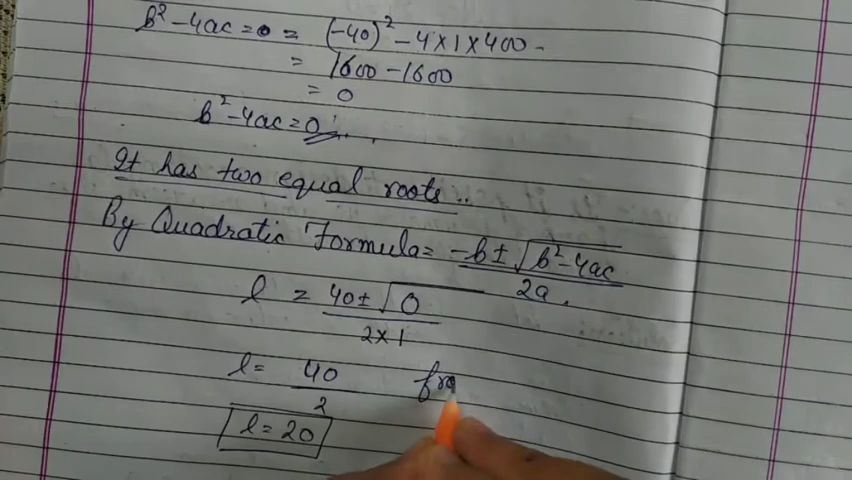 b² - 4ac = 0 = (-40)² - 4×1×400
= 1600 - 1600
= 0
b² - 4ac = 0
It has two equal roots..
By Quadratic Formula = -b ± √b² - 4ac / 2a
l = 40 ± √0 / 2×1
l = 40 / 2 fro
l = 20